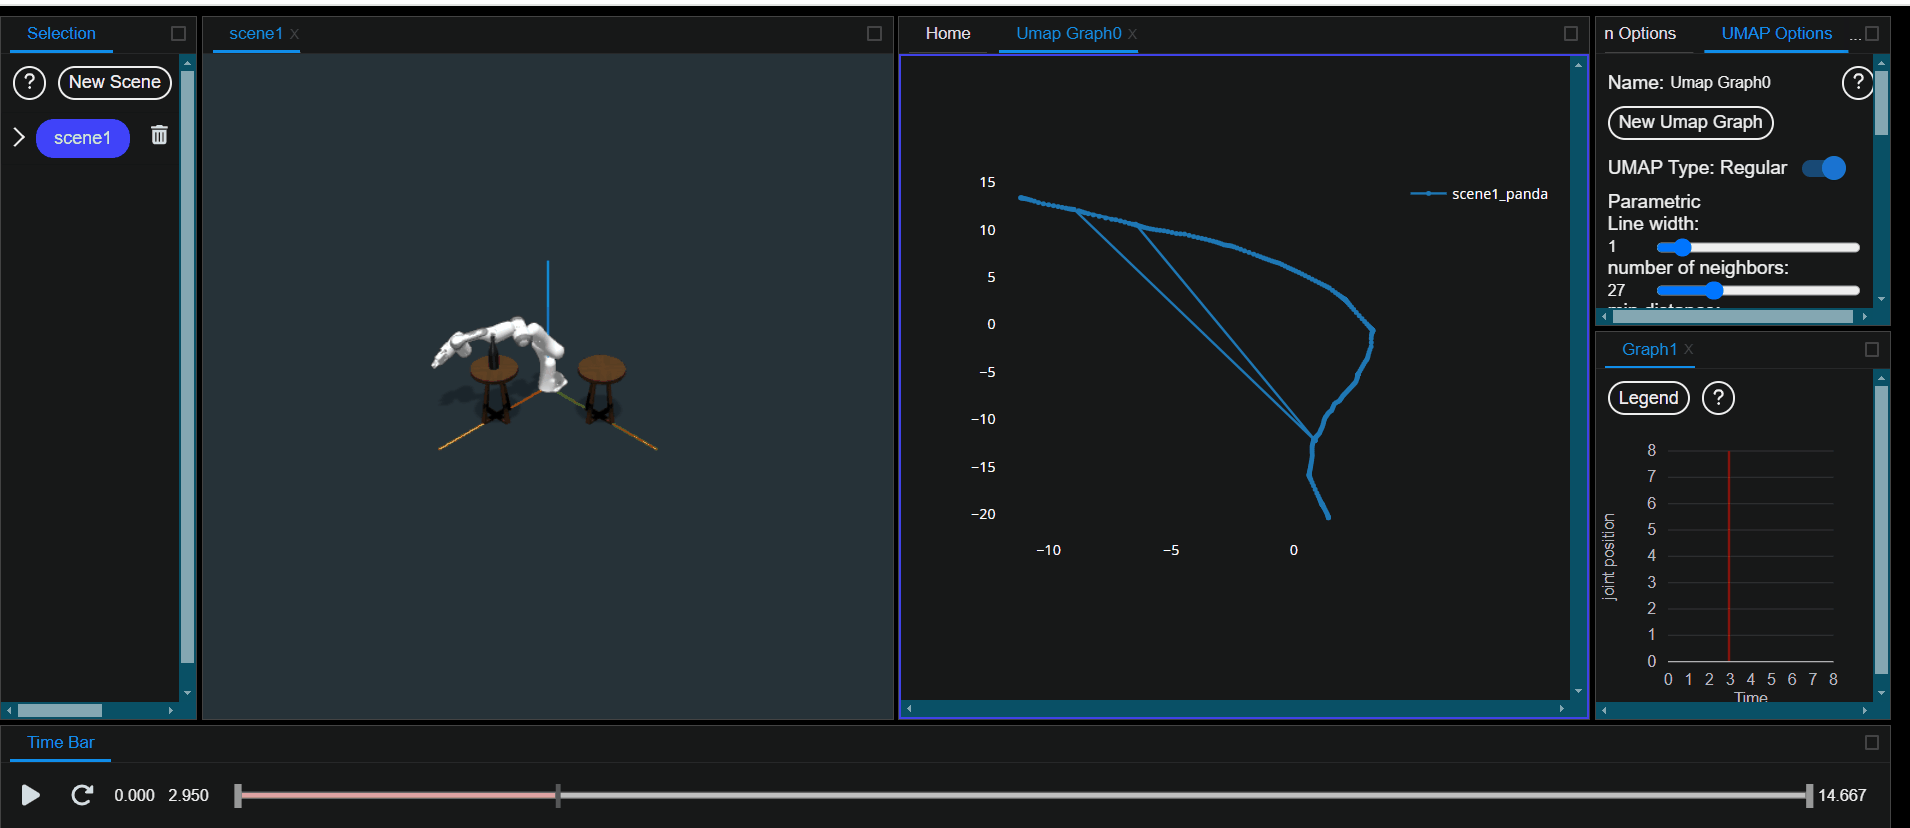 Selection
? New Scene
scene1
scene1 X
Home Umap Graph0 X
15
10
5
0
−5
−10
−15
−20
−10 −5 0
scene1_panda
n Options UMAP Options ...
Name: Umap Graph0 ?
New Umap Graph
UMAP Type: Regular
Parametric
Line width:
1
number of neighbors:
27
min distance:
Graph1 X
Legend ?
joint position
8
7
6
5
4
3
2
1
0
0 1 2 3 4 5 6 7 8
Time
Time Bar
0.000 2.950 14.667